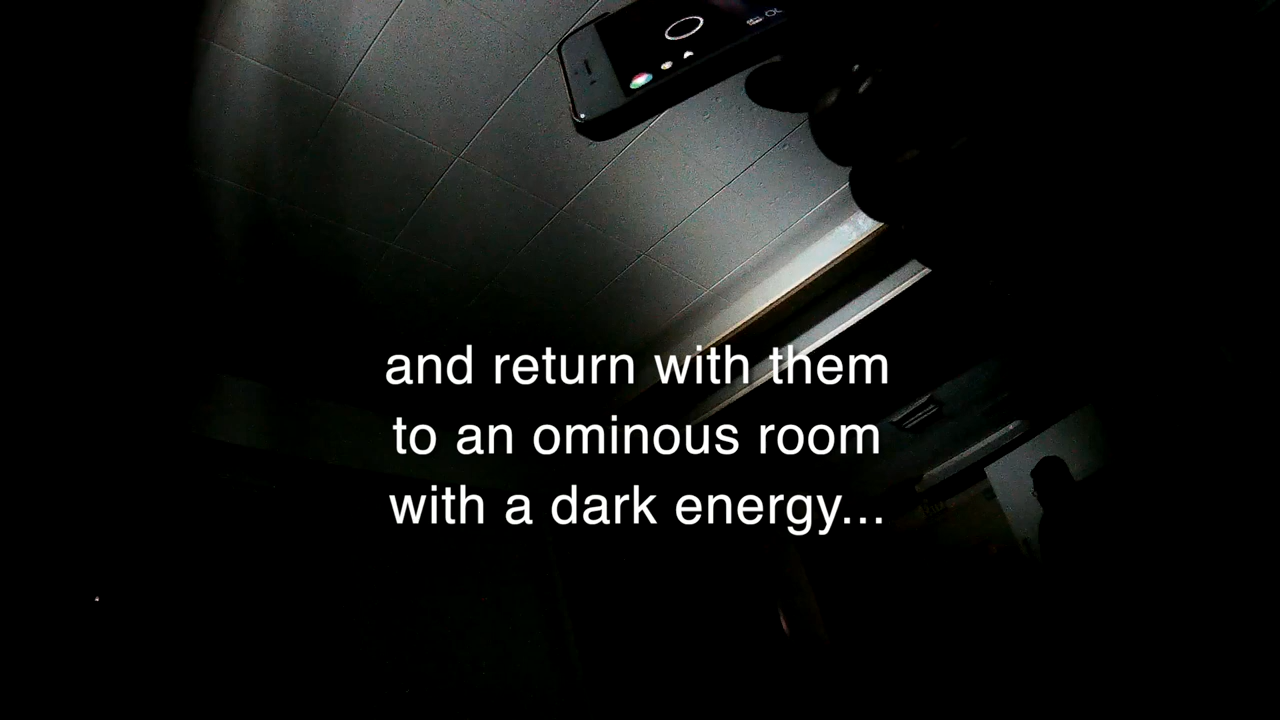 and return with them
to an ominous room
with a dark energy...